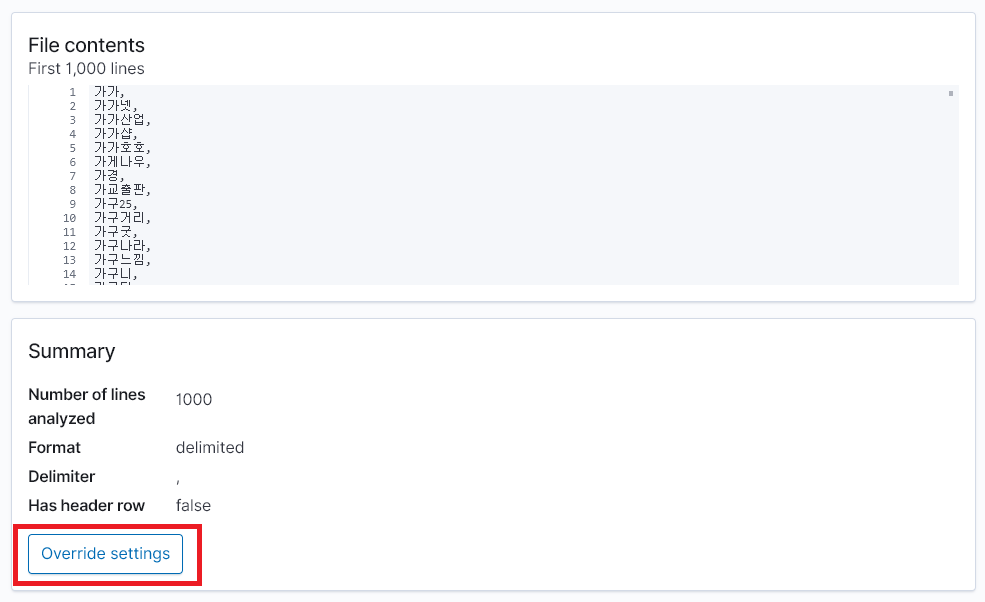 File contents
First 1,000 lines
1 가가,
2 가가넷,
3 가가산업,
4 가가샵,
5 가가호호,
6 가게나우,
7 가경,
8 가교출판,
9 가구25,
10 가구거리,
11 가구굿,
12 가구나라,
13 가구느낌,
14 가구니,
Summary
Number of lines analyzed 1000
Format delimited
Delimiter ,
Has header row false
Override settings